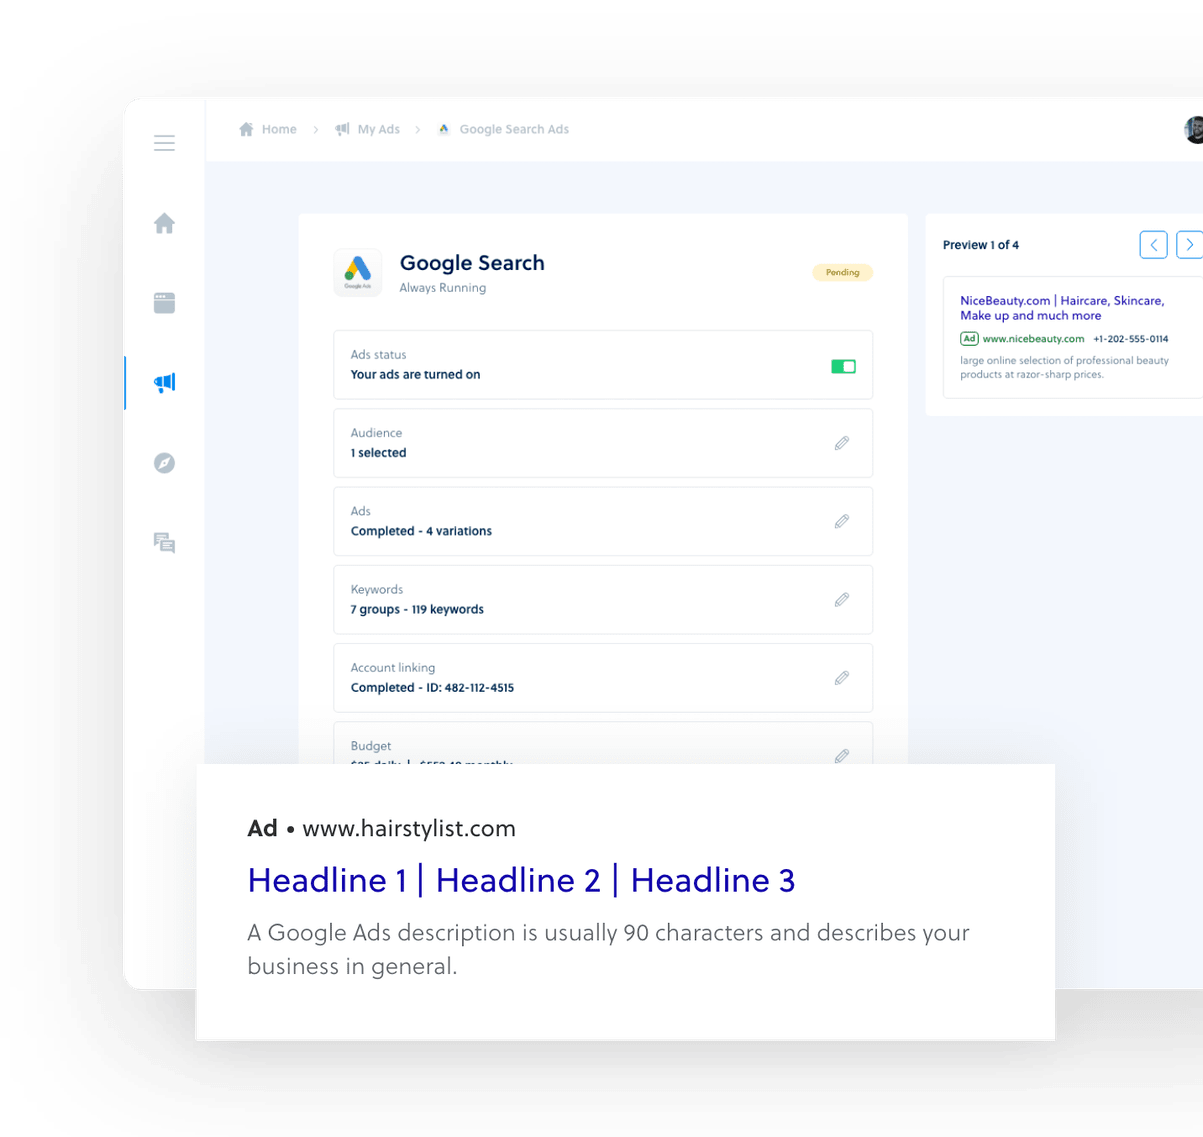 Home
My Ads
Google Search Ads
Google Search
Always Running
Google Ads
Pending
Ads status
Your ads are turned on
Audience
1 selected
Ads
Completed - 4 variations
Keywords
7 groups - 119 keywords
Account linking
Completed - ID: 482-112-4515
Budget
Preview 1 of 4
NiceBeauty.com | Haircare, Skincare,
Make up and much more
Ad www.nicebeauty.com +1-202-555-0114
large online selection of professional beauty
products at razor-sharp prices.
Ad • www.hairstylist.com
Headline 1 | Headline 2 | Headline 3
A Google Ads description is usually 90 characters and describes your
business in general.